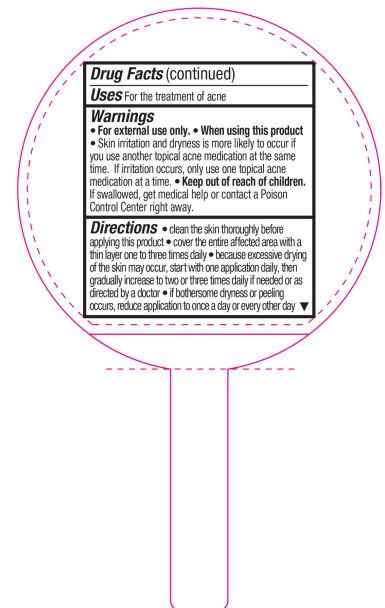 Drug Facts (continued)
Uses For the treatment of acne
Warnings
• For external use only. • When using this product
• Skin irritation and dryness is more likely to occur if
you use another topical acne medication at the same
time. If irritation occurs, only use one topical acne
medication at a time. • Keep out of reach of children.
If swallowed, get medical help or contact a Poison
Control Center right away.
Directions • clean the skin thoroughly before
applying this product • cover the entire affected area with a
thin layer one to three times daily • because excessive drying
of the skin may occur, start with one application daily, then
gradually increase to two or three times daily if needed or as
directed by a doctor • if bothersome dryness or peeling
occurs, reduce application to once a day or every other day ▼